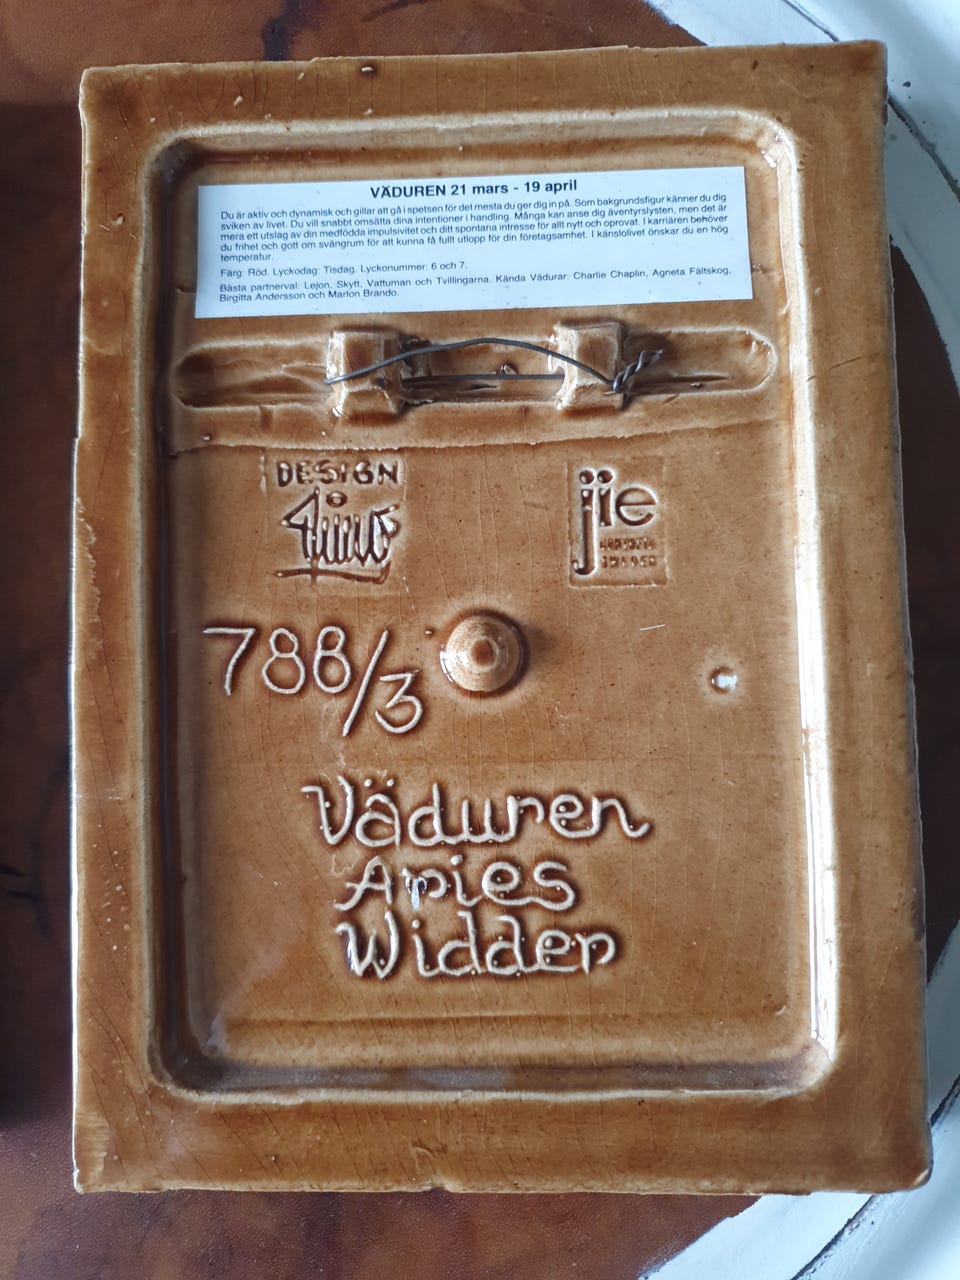 VÄDUREN 21 mars - 19 april
Du är aktiv och dynamisk och gillar att gå i spetsen för det mesta du ger dig in på. Som bakgrundsfigur känner du dig
sviken av livet. Du vill snabbt omsätta dina intentioner i handling. Många kan anse dig äventyrslysten, men det är
mera ett utslag av din medfödda impulsivitet och ditt spontana intresse för allt nytt och oprovat. I karriären behöver
du frihet och gott om svängrum för att kunna få fullt utlopp för din företagsamhet. I känslolivet önskar du en hög
temperatur.
Färg: Röd. Lyckodag: Tisdag. Lyckonummer: 6 och 7.
Bästa partnerval: Lejon, Skytt, Vattuman och Tvillingarna. Kända Vädurar: Charlie Chaplin, Agneta Fältskog,
Birgitta Andersson och Marlon Brando.
DESIGN
jie
SWEDEN
788/3
Väduren
Aries
Widder